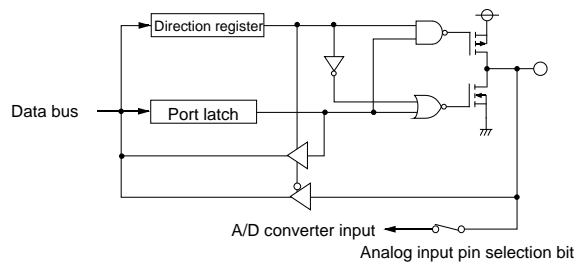 Direction register
Data bus
Port latch
A/D converter input
Analog input pin selection bit